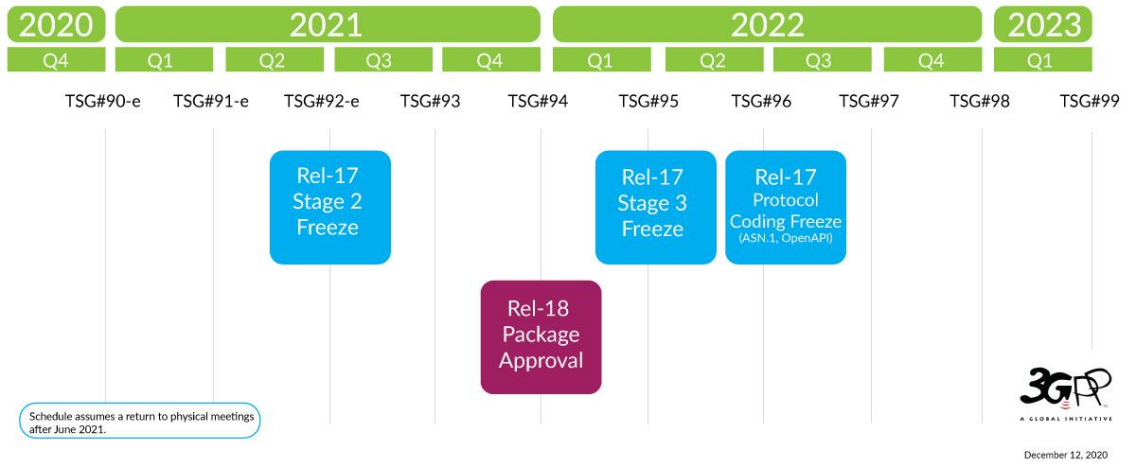 2020 2021 2022 2023
Q4 Q1 Q2 Q3 Q4 Q1 Q2 Q3 Q4 Q1
TSG#90-e TSG#91-e TSG#92-e TSG#93 TSG#94 TSG#95 TSG#96 TSG#97 TSG#98 TSG#99
Rel-17
Stage 2
Freeze
Rel-17
Stage 3
Freeze
Rel-17
Protocol
Coding Freeze
(ASN.1, OpenAPI)
Rel-18
Package
Approval
Schedule assumes a return to physical meetings
after June 2021.
3GPP
A GLOBAL INITIATIVE
December 12, 2020